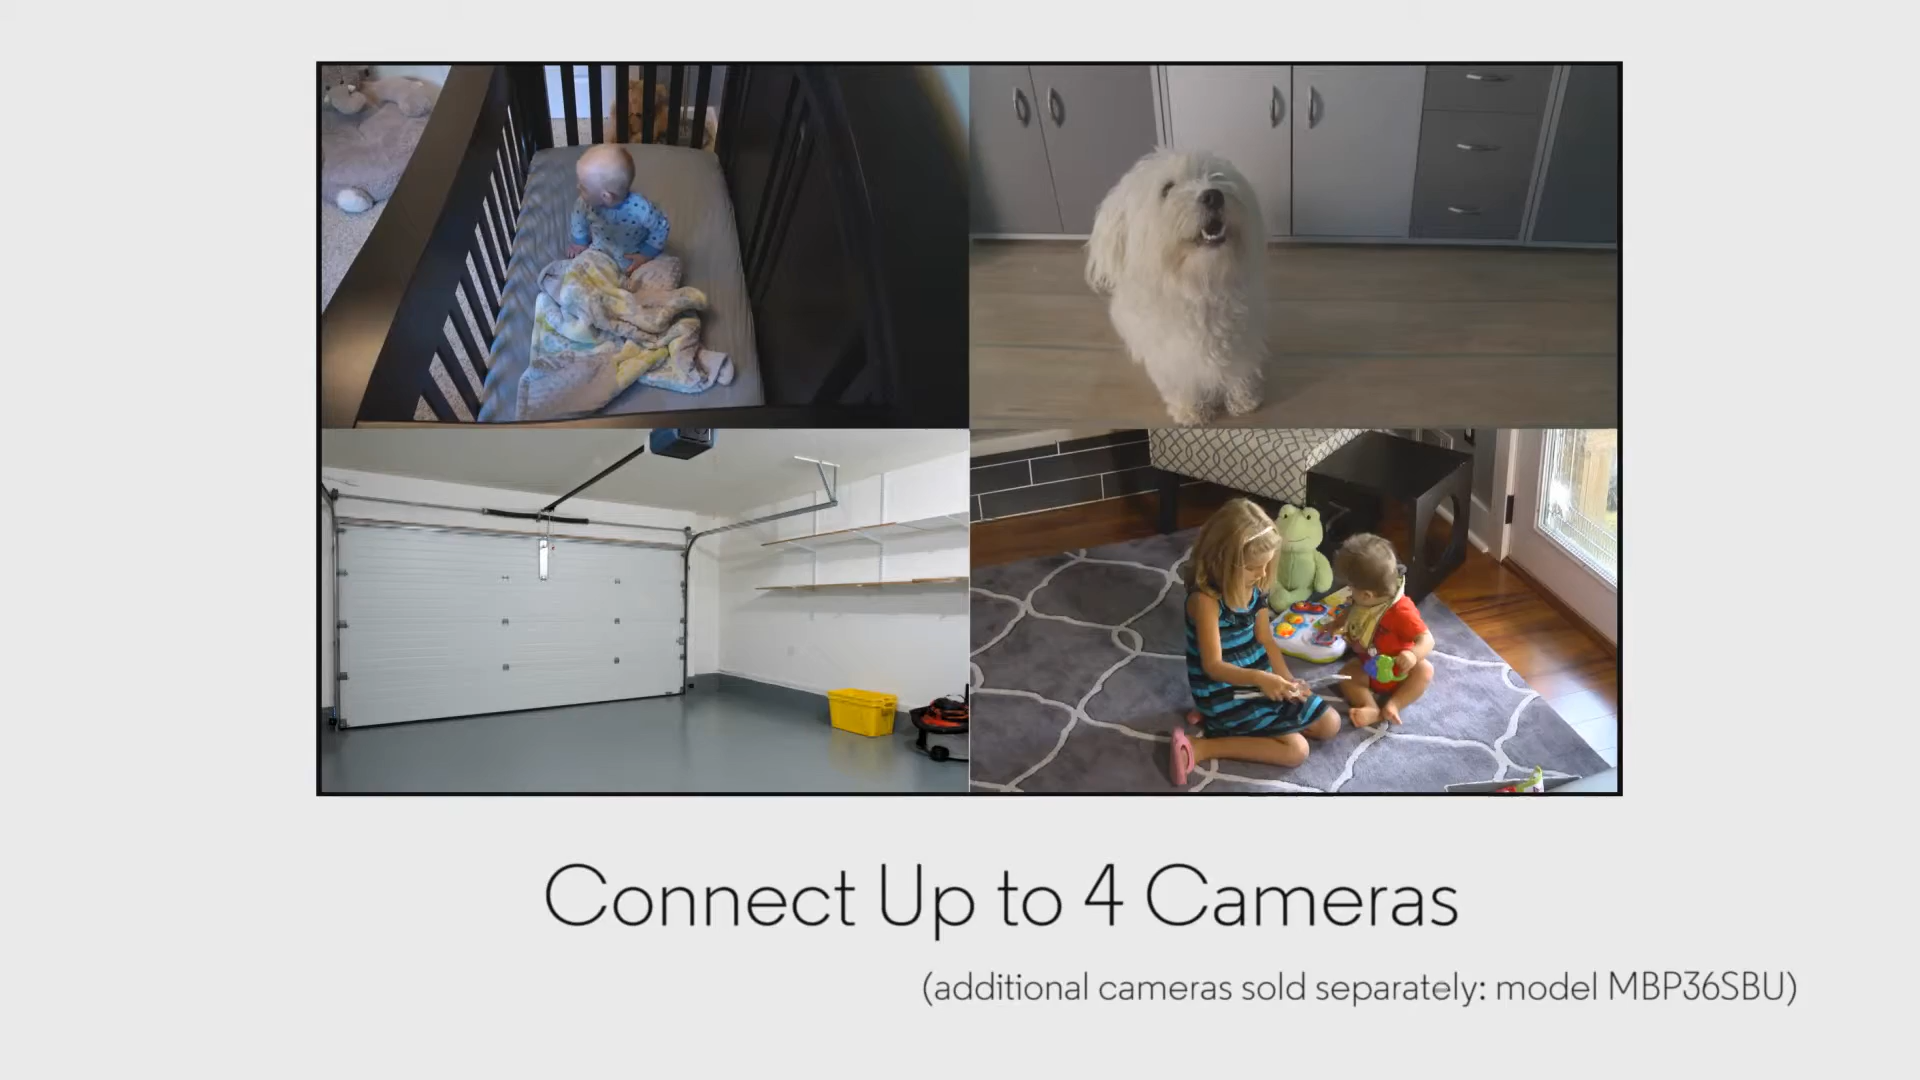 Connect Up to 4 Cameras
(additional cameras sold separately: model MBP36SBU)